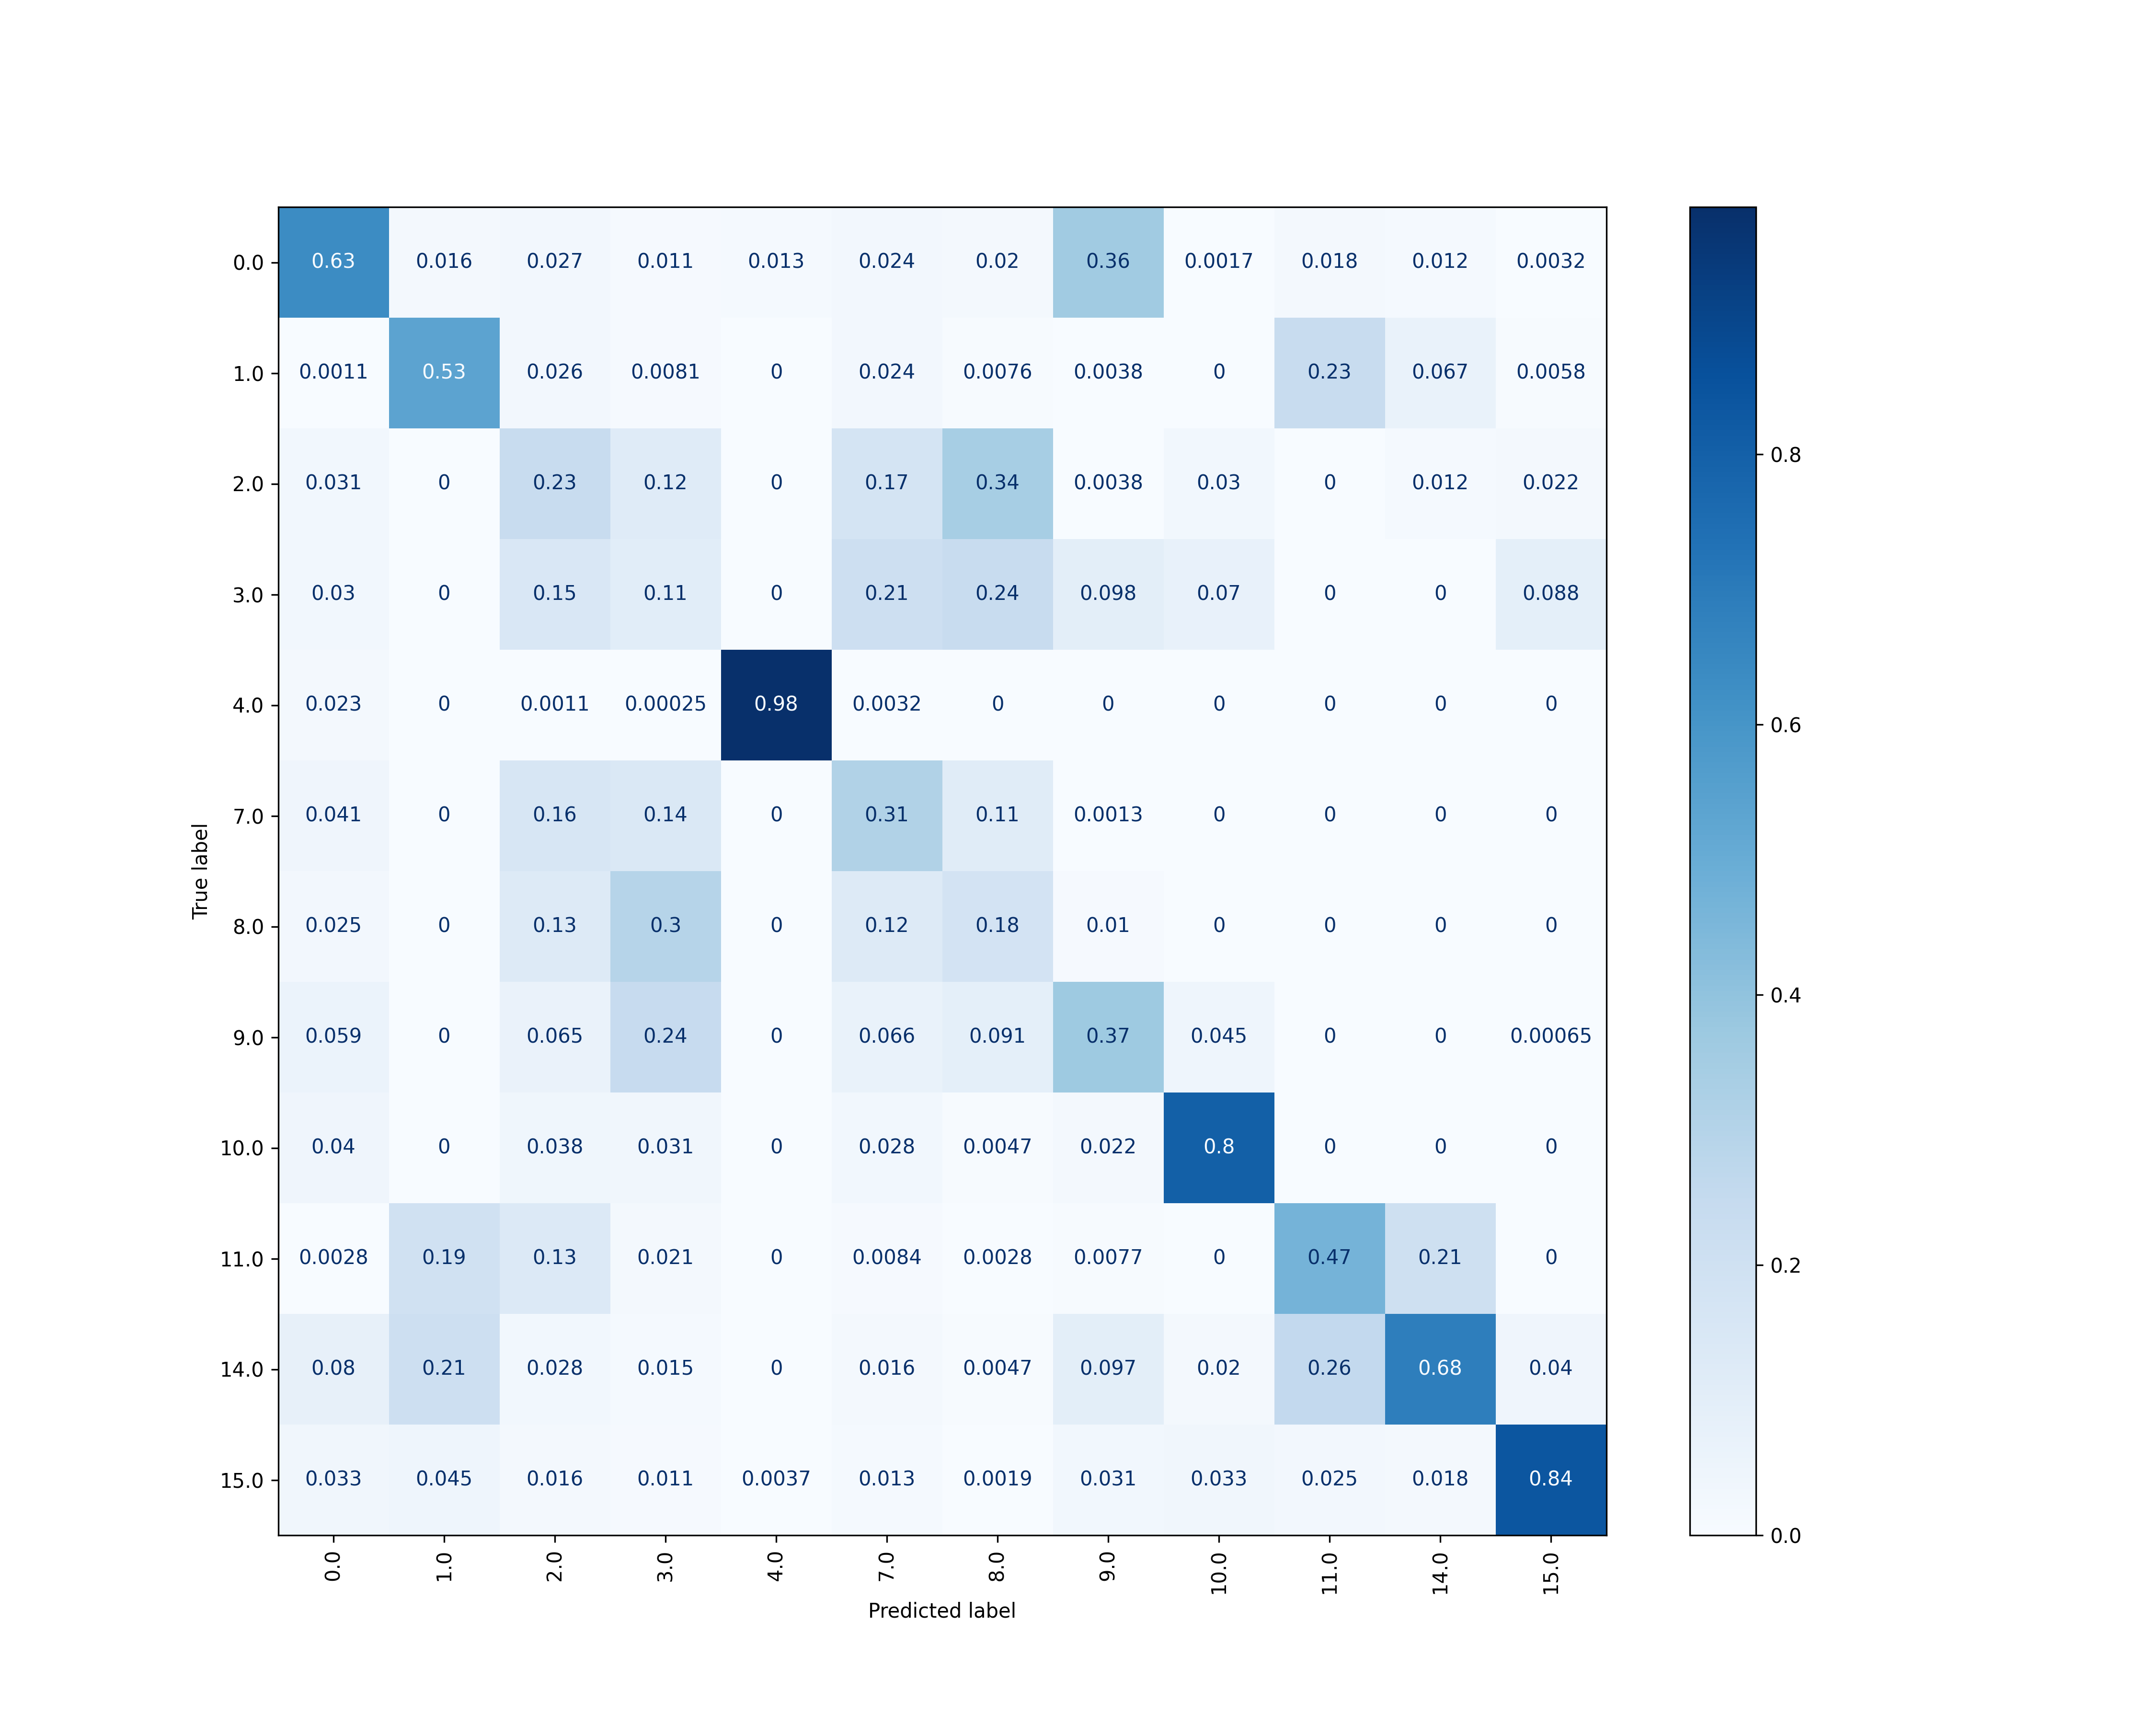 0.0 0.63 0.016 0.027 0.011 0.013 0.024 0.02 0.36 0.0017 0.018 0.012 0.0032
1.0 0.0011 0.53 0.026 0.0081 0 0.024 0.0076 0.0038 0 0.23 0.067 0.0058
2.0 0.031 0 0.23 0.12 0 0.17 0.34 0.0038 0.03 0 0.012 0.022
3.0 0.03 0 0.15 0.11 0 0.21 0.24 0.098 0.07 0 0 0.088
4.0 0.023 0 0.0011 0.00025 0.98 0.0032 0 0 0 0 0 0
7.0 0.041 0 0.16 0.14 0 0.31 0.11 0.0013 0 0 0 0
8.0 0.025 0 0.13 0.3 0 0.12 0.18 0.01 0 0 0 0
9.0 0.059 0 0.065 0.24 0 0.066 0.091 0.37 0.045 0 0 0.00065
10.0 0.04 0 0.038 0.031 0 0.028 0.0047 0.022 0.8 0 0 0
11.0 0.0028 0.19 0.13 0.021 0 0.0084 0.0028 0.0077 0 0.47 0.21 0
14.0 0.08 0.21 0.028 0.015 0 0.016 0.0047 0.097 0.02 0.26 0.68 0.04
15.0 0.033 0.045 0.016 0.011 0.0037 0.013 0.0019 0.031 0.033 0.025 0.018 0.84
0.0 1.0 2.0 3.0 4.0 7.0 8.0 9.0 10.0 11.0 14.0 15.0
Predicted label
True label
0.8
0.6
0.4
0.2
0.0